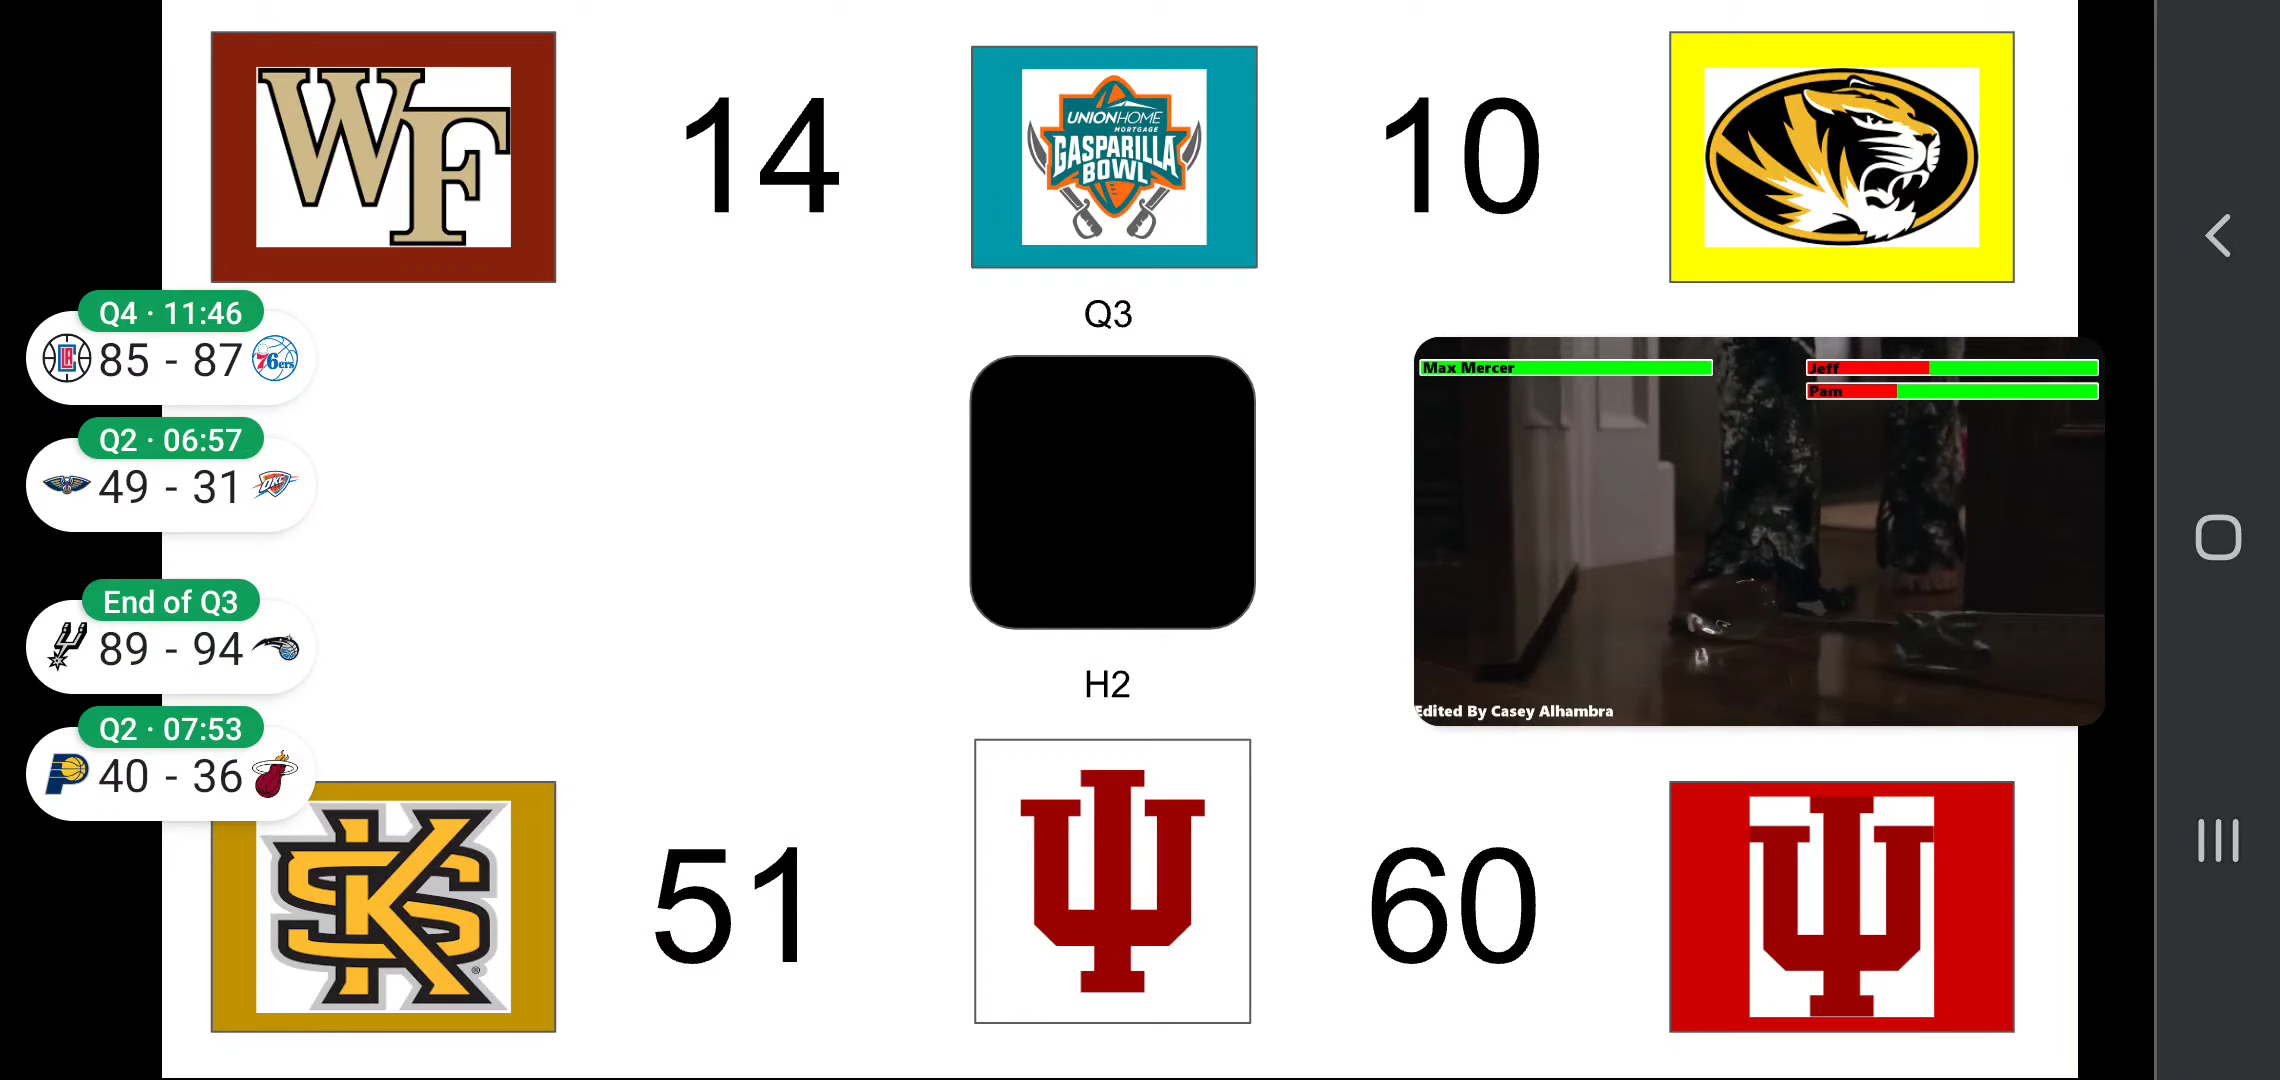 WF
14
UNIONHOME
MORTGAGE
GASPARILLA
BOWL
10
Q3
Q4 · 11:46
85 - 87
76ers
Q2 · 06:57
49 - 31
OKC
End of Q3
89 - 94
Q2 · 07:53
40 - 36
Max Mercer
Jeff
Pam
Edited By Casey Alhambra
H2
KS
51
60